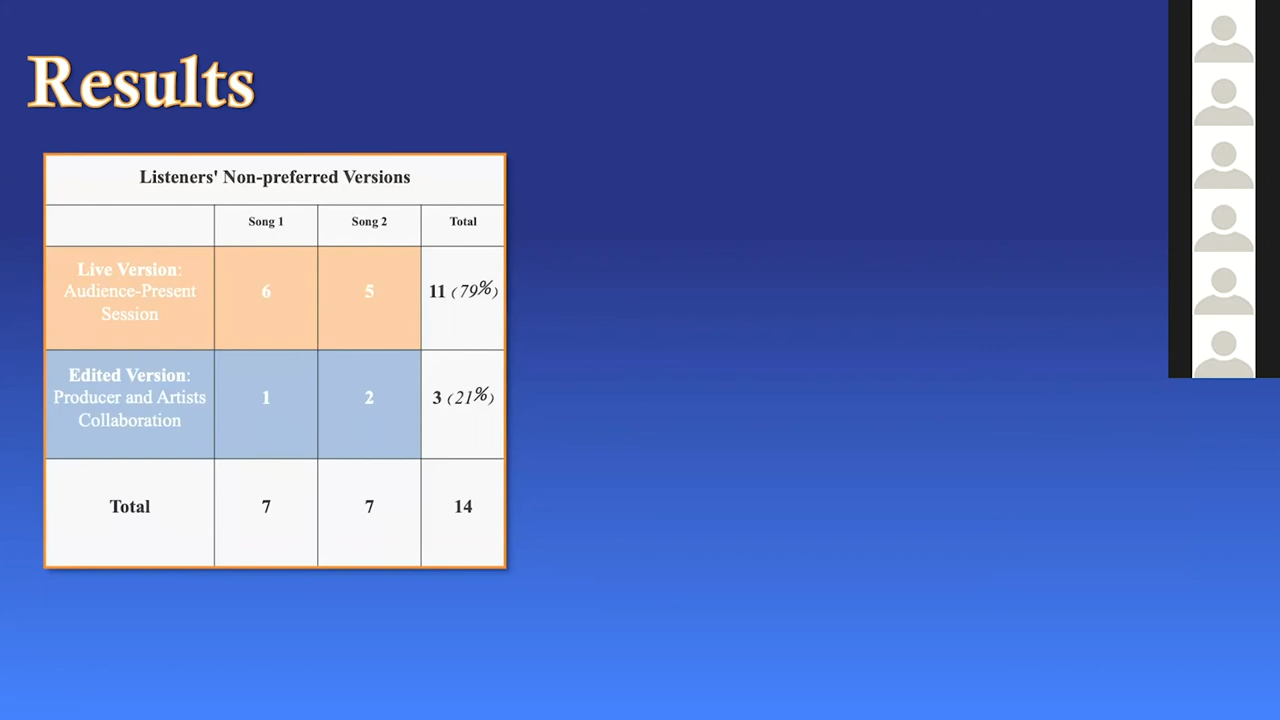 Results
Listeners' Non-preferred Versions
Song 1 Song 2 Total
Live Version:
Audience-Present
Session
6 5 11 (79%)
Edited Version:
Producer and Artists
Collaboration
1 2 3 (21%)
Total 7 7 14